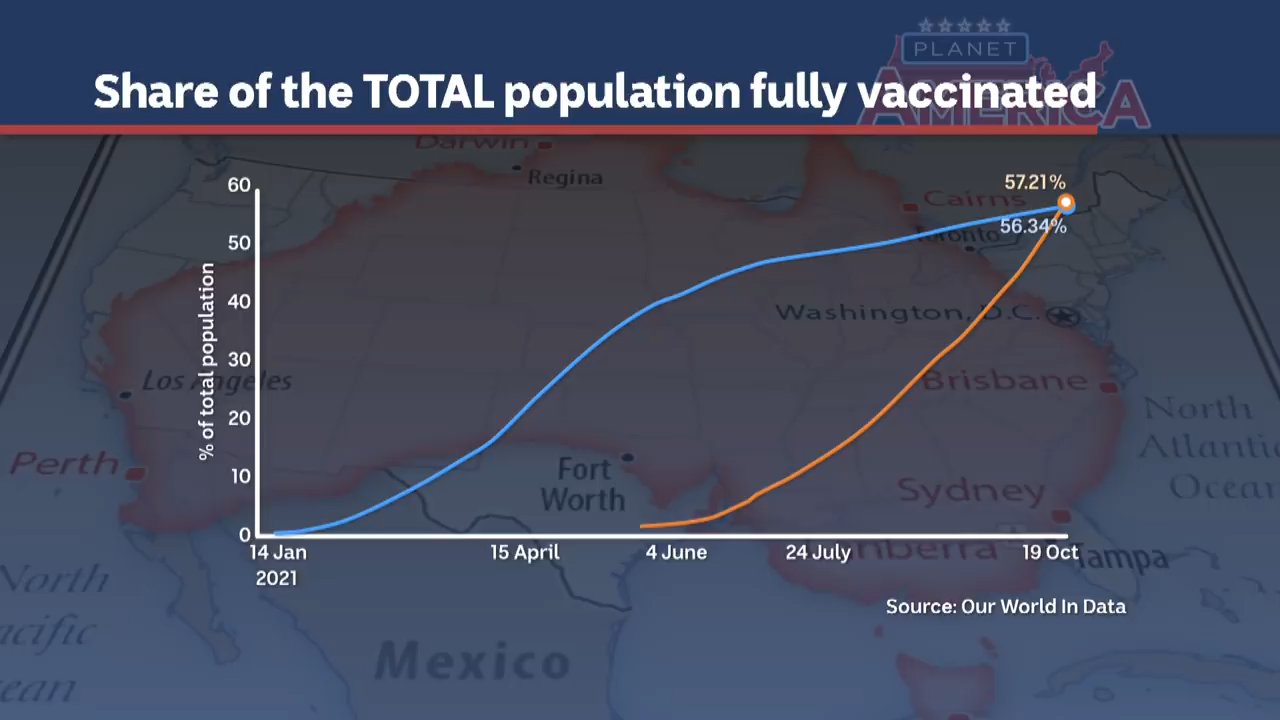 ★★★★★
PLANET
AMERICA
Share of the TOTAL population fully vaccinated
Darwin
Regina
60
57.21%
Cairns
56.34%
Toronto
50
% of total population
40
Washington, D.C.
30
Los Angeles
Brisbane
North
Atlantic
Ocean
20
Perth
10
Fort
Worth
Sydney
0
14 Jan
2021
15 April
4 June
24 July
19 Oct
Canberra
Tampa
North
Source: Our World In Data
acific
Mexico
ean